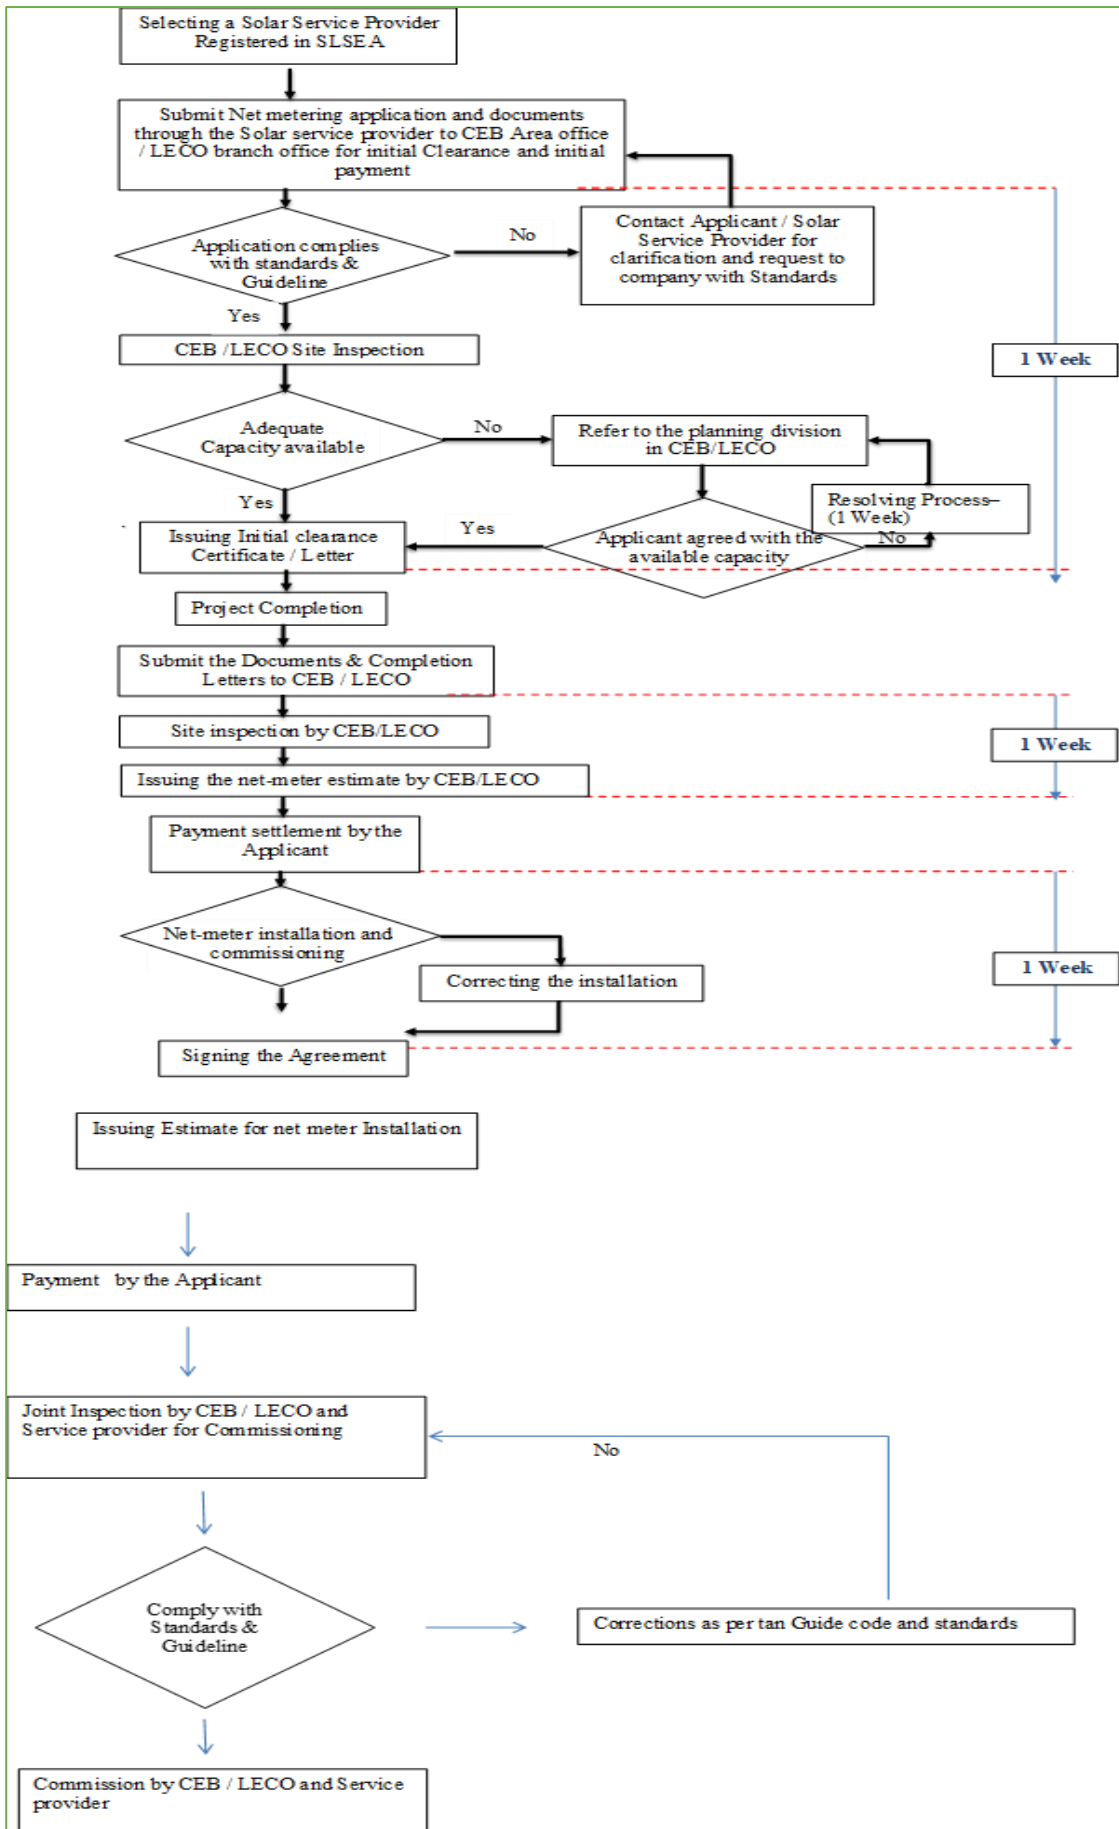 Selecting a Solar Service Provider
Registered in SLSEA
Submit Net metering application and documents
through the Solar service provider to CEB Area office
/ LECO branch office for initial Clearance and initial
payment
Application complies
with standards &
Guideline
No
Contact Applicant / Solar
Service Provider for
clarification and request to
company with Standards
Yes
CEB /LECO Site Inspection
1 Week
Adequate
Capacity available
No
Refer to the planning division
in CEB/LECO
Yes
Resolving Process–
(1 Week)
Issuing Initial clearance
Certificate / Letter
Yes
Applicant agreed with the
available capacity
No
Project Completion
Submit the Documents & Completion
Letters to CEB / LECO
Site inspection by CEB/LECO
1 Week
Issuing the net-meter estimate by CEB/LECO
Payment settlement by the
Applicant
Net-meter installation and
commissioning
Correcting the installation
1 Week
Signing the Agreement
Issuing Estimate for net meter Installation
Payment by the Applicant
Joint Inspection by CEB / LECO and
Service provider for Commissioning
No
Comply with
Standards &
Guideline
Corrections as per tan Guide code and standards
Commission by CEB / LECO and Service
provider